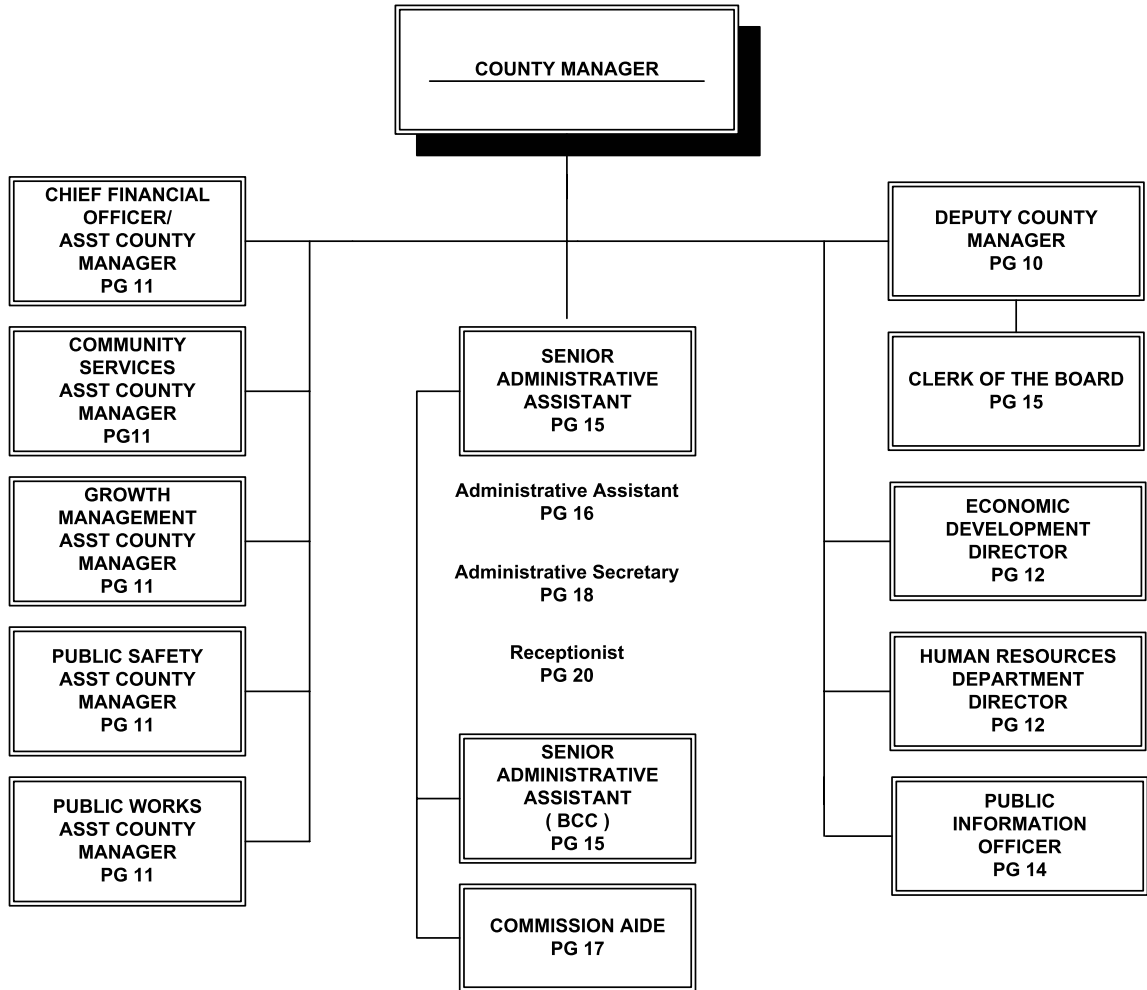 COUNTY MANAGER
CHIEF FINANCIAL
OFFICER/
ASST COUNTY
MANAGER
PG 11
COMMUNITY
SERVICES
ASST COUNTY
MANAGER
PG11
GROWTH
MANAGEMENT
ASST COUNTY
MANAGER
PG 11
PUBLIC SAFETY
ASST COUNTY
MANAGER
PG 11
PUBLIC WORKS
ASST COUNTY
MANAGER
PG 11
SENIOR
ADMINISTRATIVE
ASSISTANT
PG 15
Administrative Assistant
PG 16
Administrative Secretary
PG 18
Receptionist
PG 20
SENIOR
ADMINISTRATIVE
ASSISTANT
( BCC )
PG 15
COMMISSION AIDE
PG 17
DEPUTY COUNTY
MANAGER
PG 10
CLERK OF THE BOARD
PG 15
ECONOMIC
DEVELOPMENT
DIRECTOR
PG 12
HUMAN RESOURCES
DEPARTMENT
DIRECTOR
PG 12
PUBLIC
INFORMATION
OFFICER
PG 14